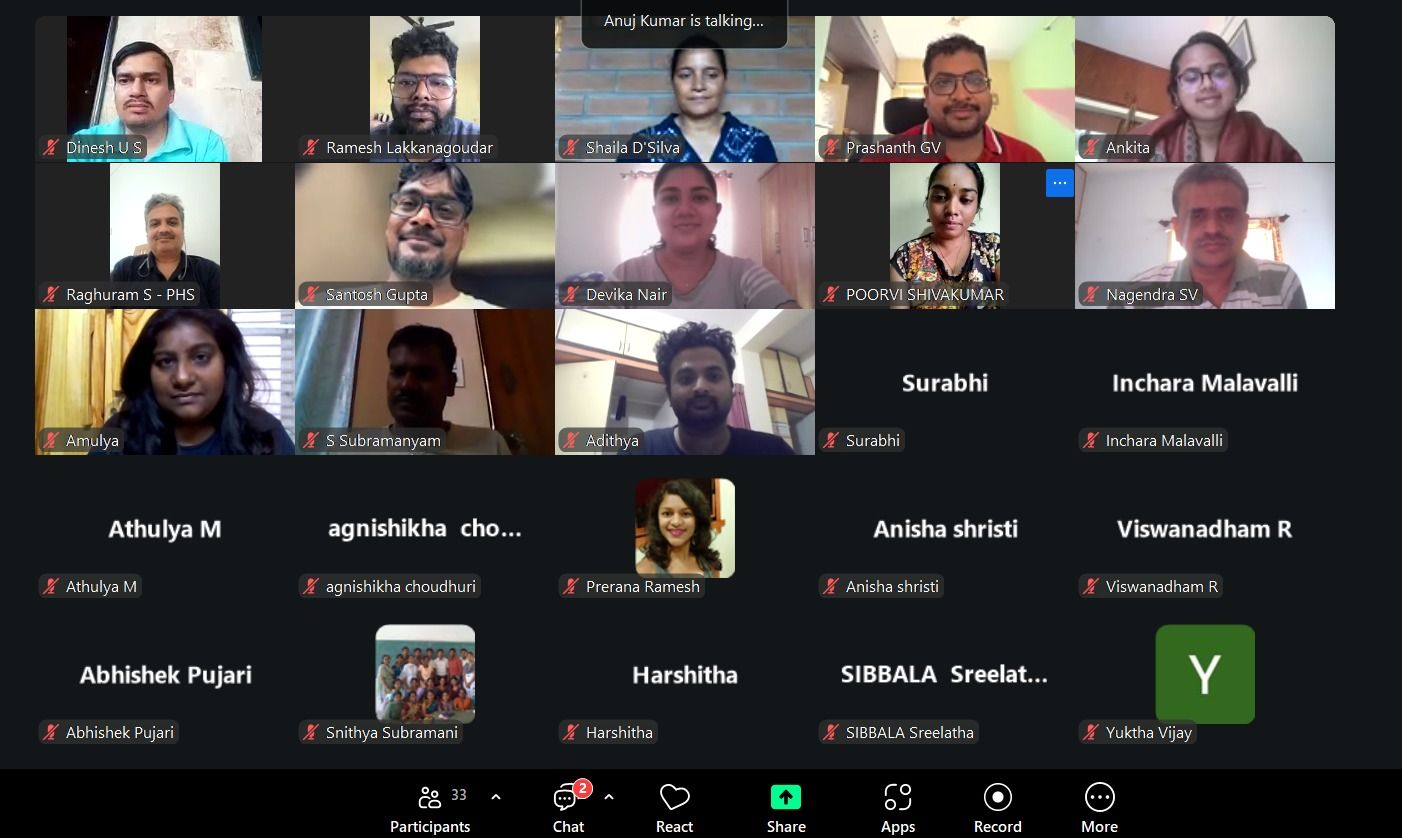 Anuj Kumar is talking...
Dinesh U S
Ramesh Lakkanagoudar
Shaila D'Silva
Prashanth GV
Ankita
Raghuram S - PHS
Santosh Gupta
Devika Nair
POORVI SHIVAKUMAR
Nagendra SV
Amulya
S Subramanyam
Adithya
Surabhi
Surabhi
Inchara Malavalli
Inchara Malavalli
Athulya M
Athulya M
agnishikha cho...
agnishikha choudhuri
Prerana Ramesh
Anisha shristi
Anisha shristi
Viswanadham R
Viswanadham R
Abhishek Pujari
Abhishek Pujari
Snithya Subramani
Harshitha
Harshitha
SIBBALA Sreelat...
SIBBALA Sreelatha
Y
Yuktha Vijay
33
Participants
2
Chat
React
Share
Apps
Record
More